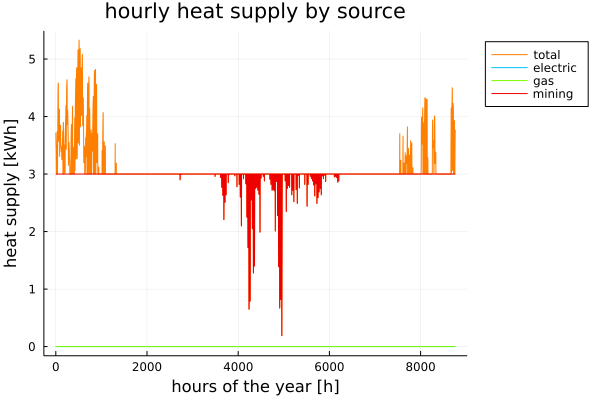 hourly heat supply by source
total
electric
gas
mining
heat supply [kWh]
5
4
3
2
1
0
0 2000 4000 6000 8000
hours of the year [h]